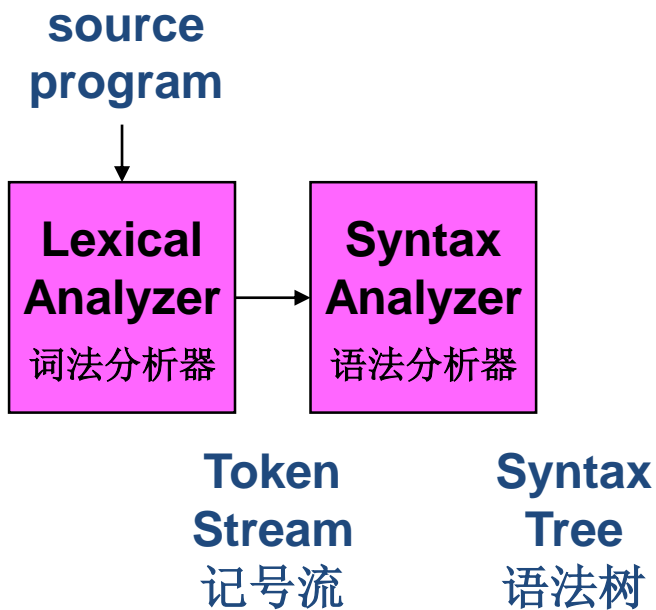 source
program
Lexical
Analyzer
词法分析器
Syntax
Analyzer
语法分析器
Token
Stream
记号流
Syntax
Tree
语法树